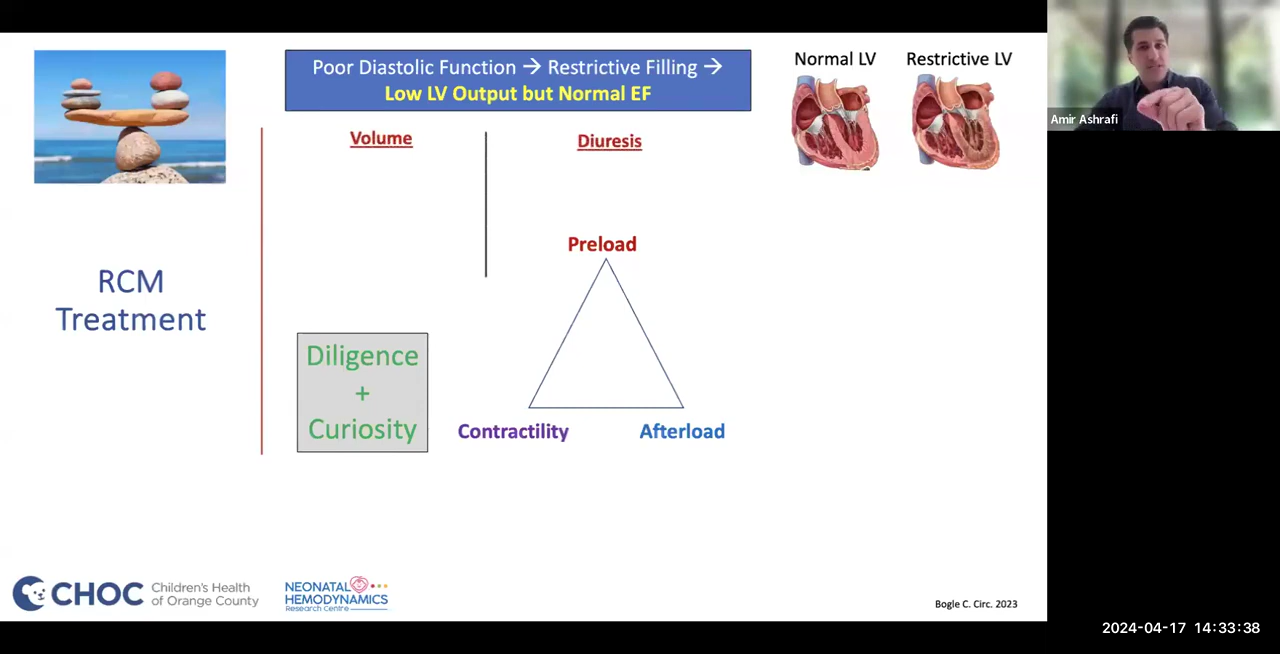 Poor Diastolic Function → Restrictive Filling →
Low LV Output but Normal EF
Normal LV
Restrictive LV
Amir Ashrafi
Volume
Diuresis
Preload
RCM
Treatment
Diligence
+
Curiosity
Contractility
Afterload
CHOC
Children's Health
of Orange County
NEONATAL
HEMODYNAMICS
Research Centre
Bogle C. Circ. 2023
2024-04-17 14:33:38